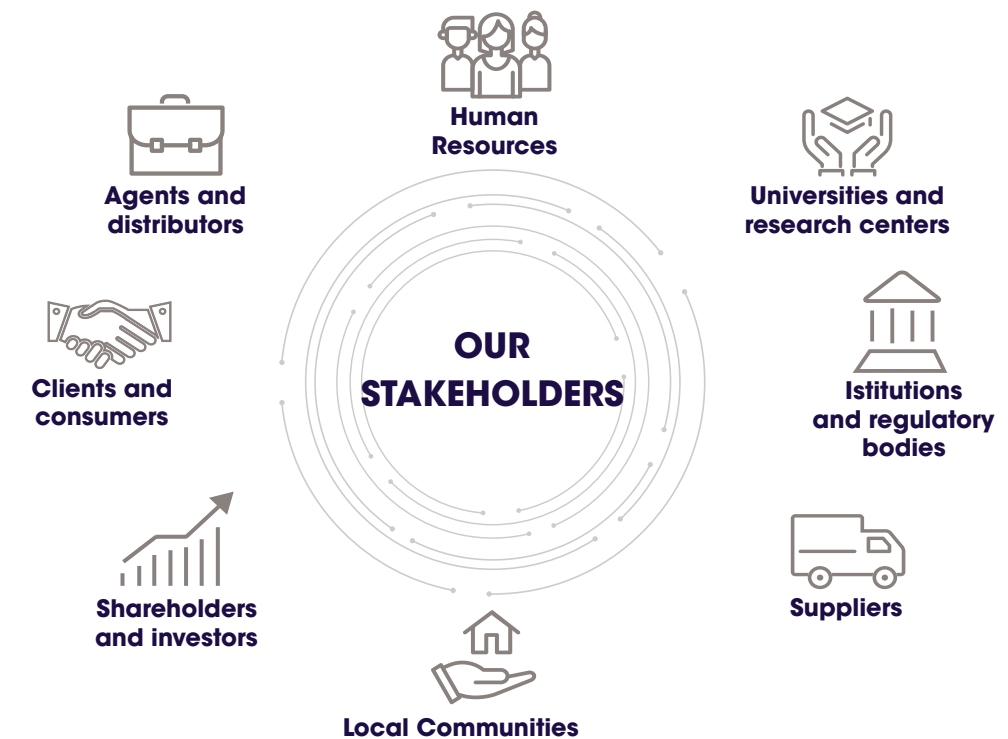 Human
Resources
Agents and
distributors
Universities and
research centers
OUR
STAKEHOLDERS
Clients and
consumers
Istitutions
and regulatory
bodies
Shareholders
and investors
Suppliers
Local Communities